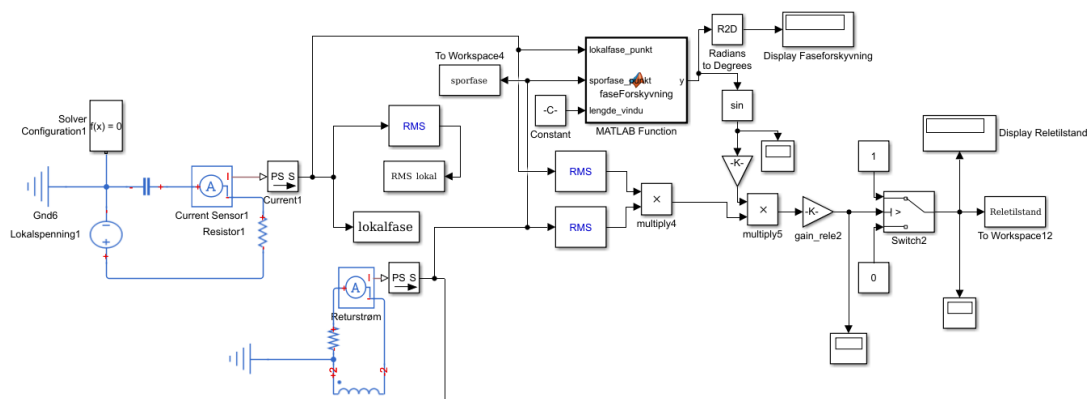 R2D
Radians
to Degrees
Display Faseforskyvning
To Workspace4
sporfase
lokalfase_punkt
sporfase_punkt
faseForskyvning
y
lengde_vindu
MATLAB Function
-C-
Constant
sin
Solver
Configuration1
f(x) = 0
RMS
RMS lokal
-K-
Display Reletilstand
Gnd6
A
I
Current Sensor1
PS S
Current1
Resistor1
Lokalspenning1
lokalfase
RMS
RMS
×
multiply4
×
multiply5
-K-
gain_rele2
1
>
Switch2
0
Reletilstand
To Workspace12
A
I
PS S
Returstrøm
+2
-2